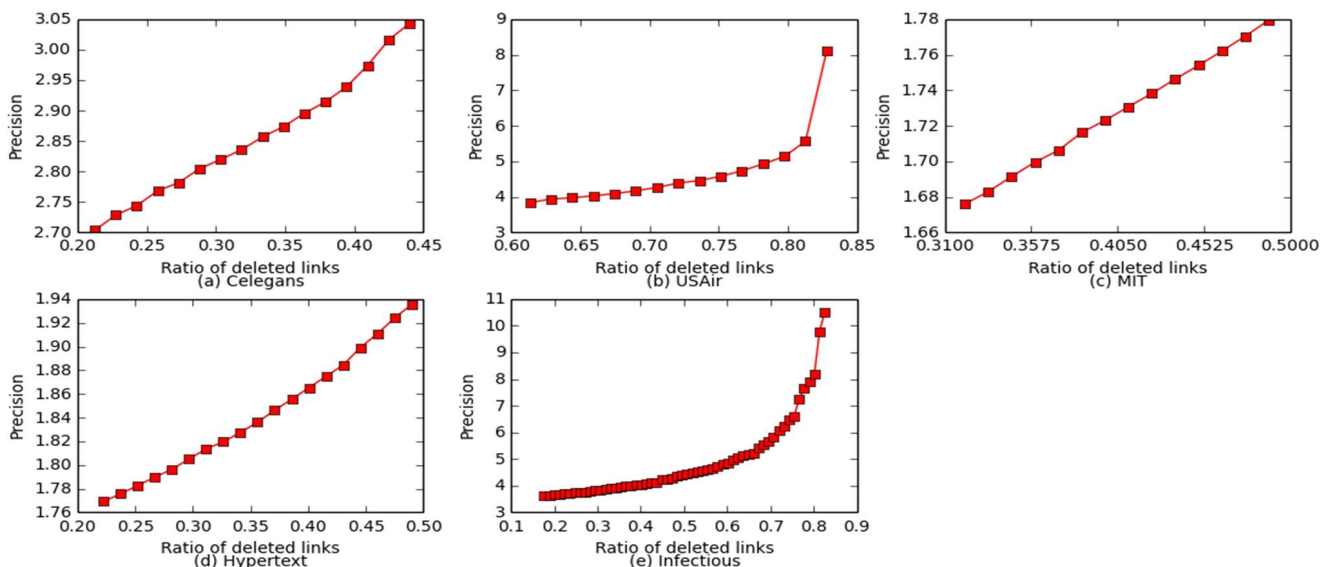 3.05
3.00
2.95
2.90
2.85
2.80
2.75
2.70
Precision
0.20 0.25 0.30 0.35 0.40 0.45
Ratio of deleted links
(a) Celegans
9
8
7
6
5
4
3
Precision
0.60 0.65 0.70 0.75 0.80 0.85
Ratio of deleted links
(b) USAir
1.78
1.76
1.74
1.72
1.70
1.68
1.66
Precision
0.3100 0.3575 0.4050 0.4525 0.5000
Ratio of deleted links
(c) MIT
1.94
1.92
1.90
1.88
1.86
1.84
1.82
1.80
1.78
1.76
Precision
0.20 0.25 0.30 0.35 0.40 0.45 0.50
Ratio of deleted links
(d) Hypertext
11
10
9
8
7
6
5
4
3
Precision
0.1 0.2 0.3 0.4 0.5 0.6 0.7 0.8 0.9
Ratio of deleted links
(e) Infectious